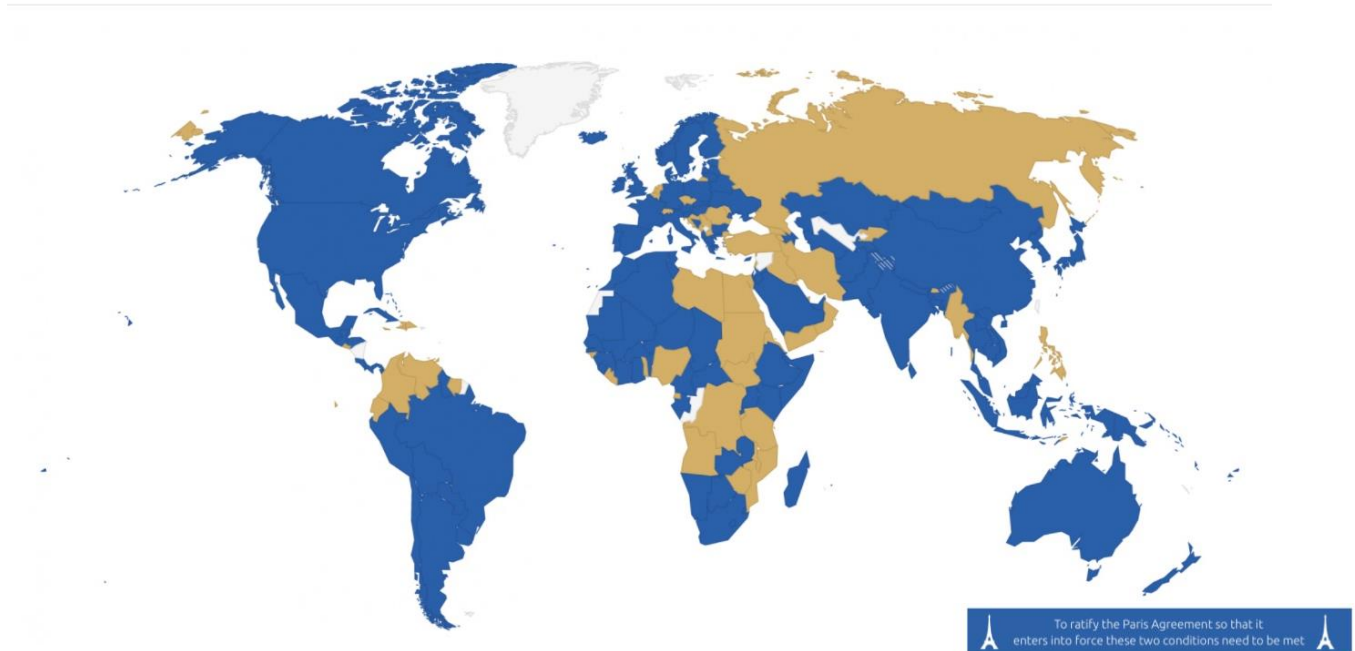 To ratify the Paris Agreement so that it
enters into force these two conditions need to be met